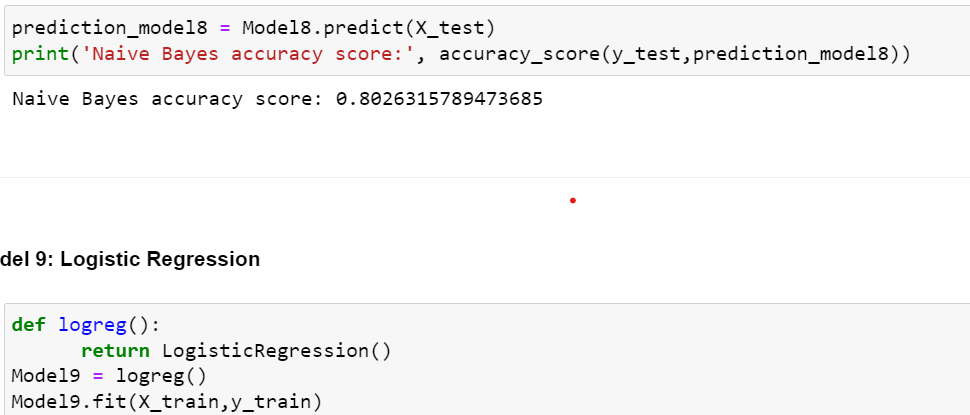 prediction_model8 = Model8.predict(X_test)
print('Naive Bayes accuracy score:', accuracy_score(y_test,prediction_model8))
Naive Bayes accuracy score: 0.8026315789473685
del 9: Logistic Regression
def logreg():
      return LogisticRegression()
Model9 = logreg()
Model9.fit(X_train,y_train)